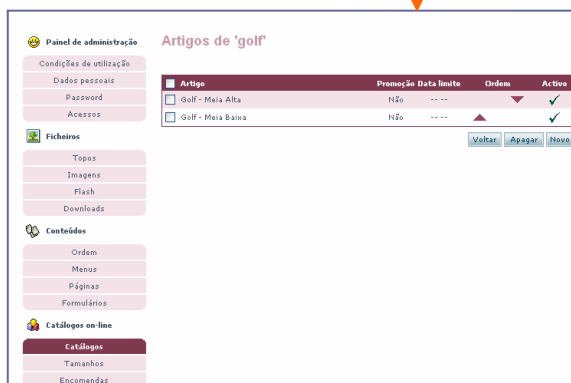 Painel de administração
Condições de utilização
Dados pessoais
Password
Acessos
Ficheiros
Topos
Imagens
Flash
Downloads
Conteúdos
Ordem
Menus
Páginas
Formulários
Catálogos on-line
Catálogos
Tamanhos
Encomendas
Artigos de 'golf'
Artigo Promoção Data limite Ordem Activo
Golf - Meia Alta Não -- --
Golf - Meia Baixa Não -- --
Voltar Apagar Novo